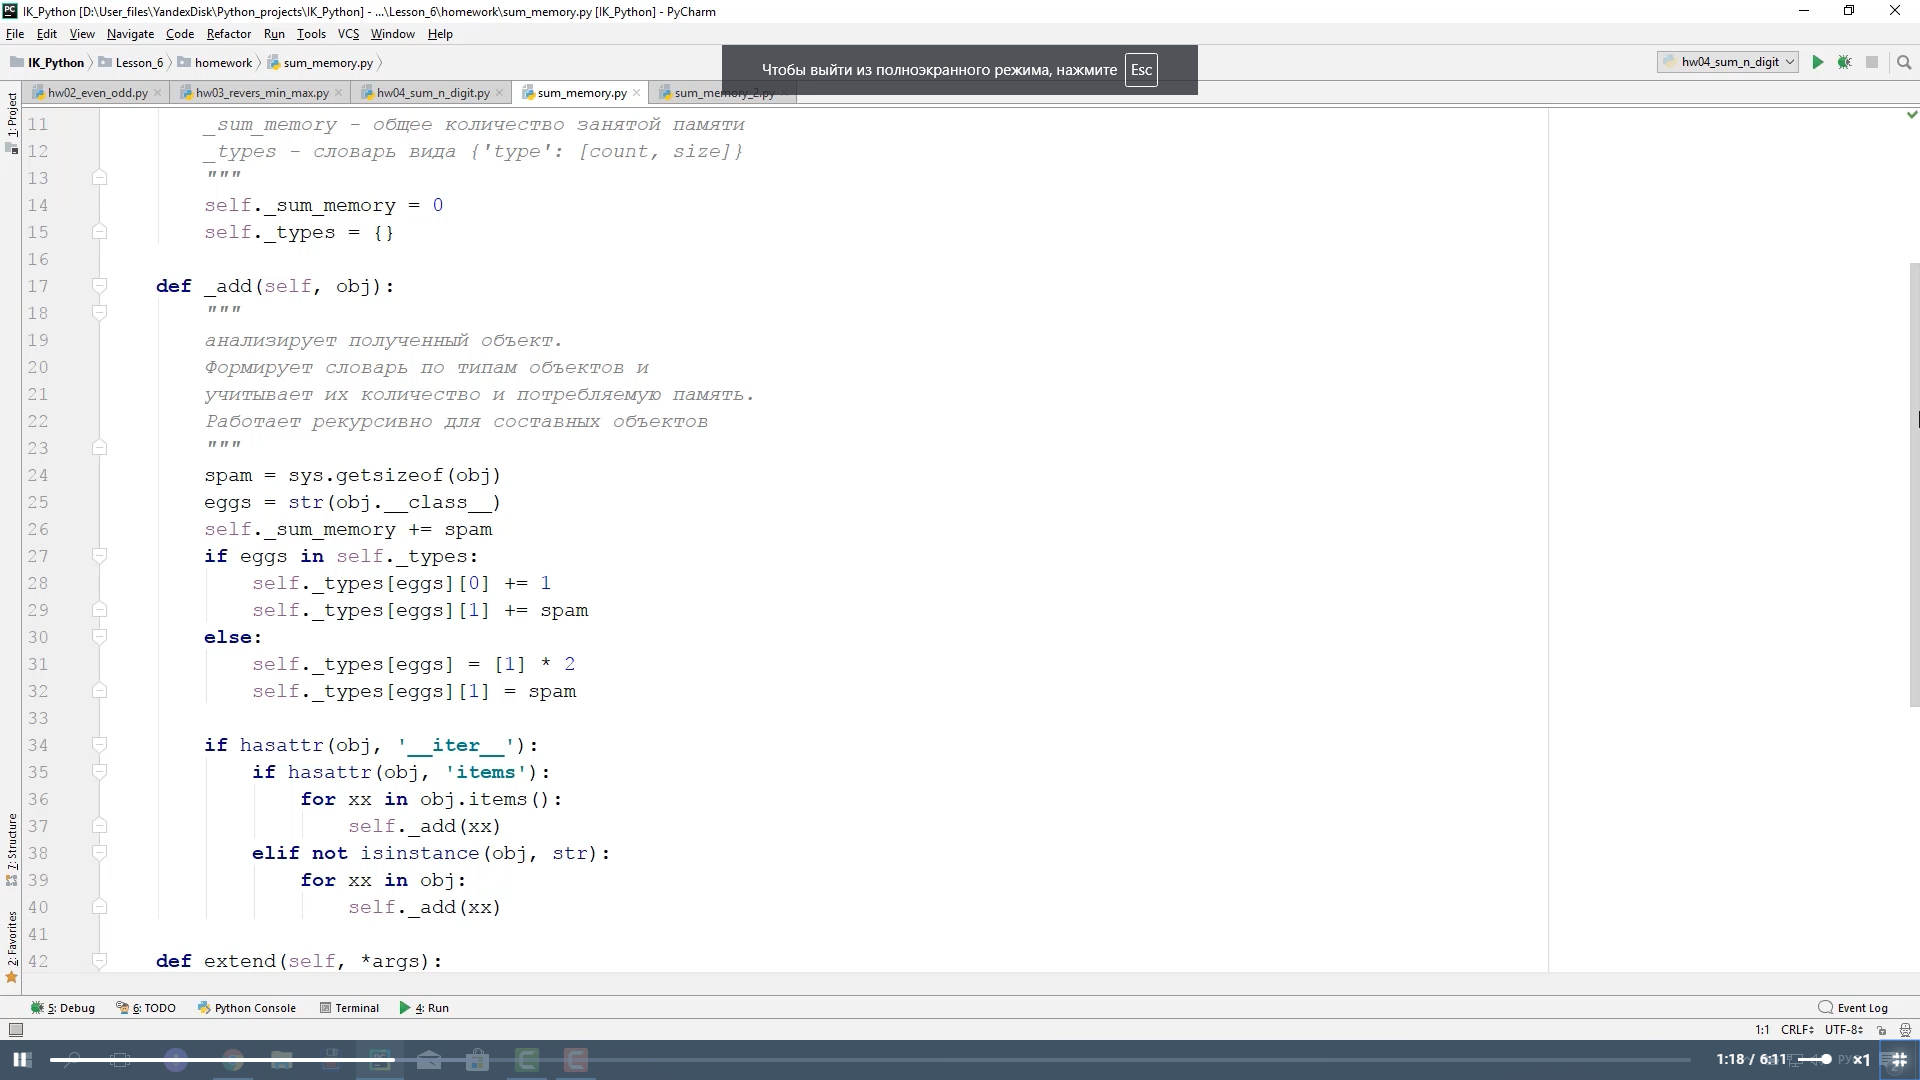 IK_Python [D:\User_files\YandexDisk\Python_projects\IK_Python] - ...\Lesson_6\homework\sum_memory.py [IK_Python] - PyCharm
File Edit View Navigate Code Refactor Run Tools VCS Window Help
IK_Python Lesson_6 homework sum_memory.py
Чтобы выйти из полноэкранного режима, нажмите Esc
hw04_sum_n_digit
hw02_even_odd.py hw03_revers_min_max.py hw04_sum_n_digit.py sum_memory.py sum_memory_2.py
1: Project
7: Structure
2: Favorites
11 _sum_memory - общее количество занятой памяти
12 _types - словарь вида {'type': [count, size]}
13 """
14 self._sum_memory = 0
15 self._types = {}
16
17 def _add(self, obj):
18 """
19 анализирует полученный объект.
20 Формирует словарь по типам объектов и
21 учитывает их количество и потребляемую память.
22 Работает рекурсивно для составных объектов
23 """
24 spam = sys.getsizeof(obj)
25 eggs = str(obj.__class__)
26 self._sum_memory += spam
27 if eggs in self._types:
28 self._types[eggs][0] += 1
29 self._types[eggs][1] += spam
30 else:
31 self._types[eggs] = [1] * 2
32 self._types[eggs][1] = spam
33
34 if hasattr(obj, '__iter__'):
35 if hasattr(obj, 'items'):
36 for xx in obj.items():
37 self._add(xx)
38 elif not isinstance(obj, str):
39 for xx in obj:
40 self._add(xx)
41
42 def extend(self, *args):
5: Debug 6: TODO Python Console Terminal 4: Run Event Log
1:1 CRLF UTF-8
1:18 / 6:11 ×1